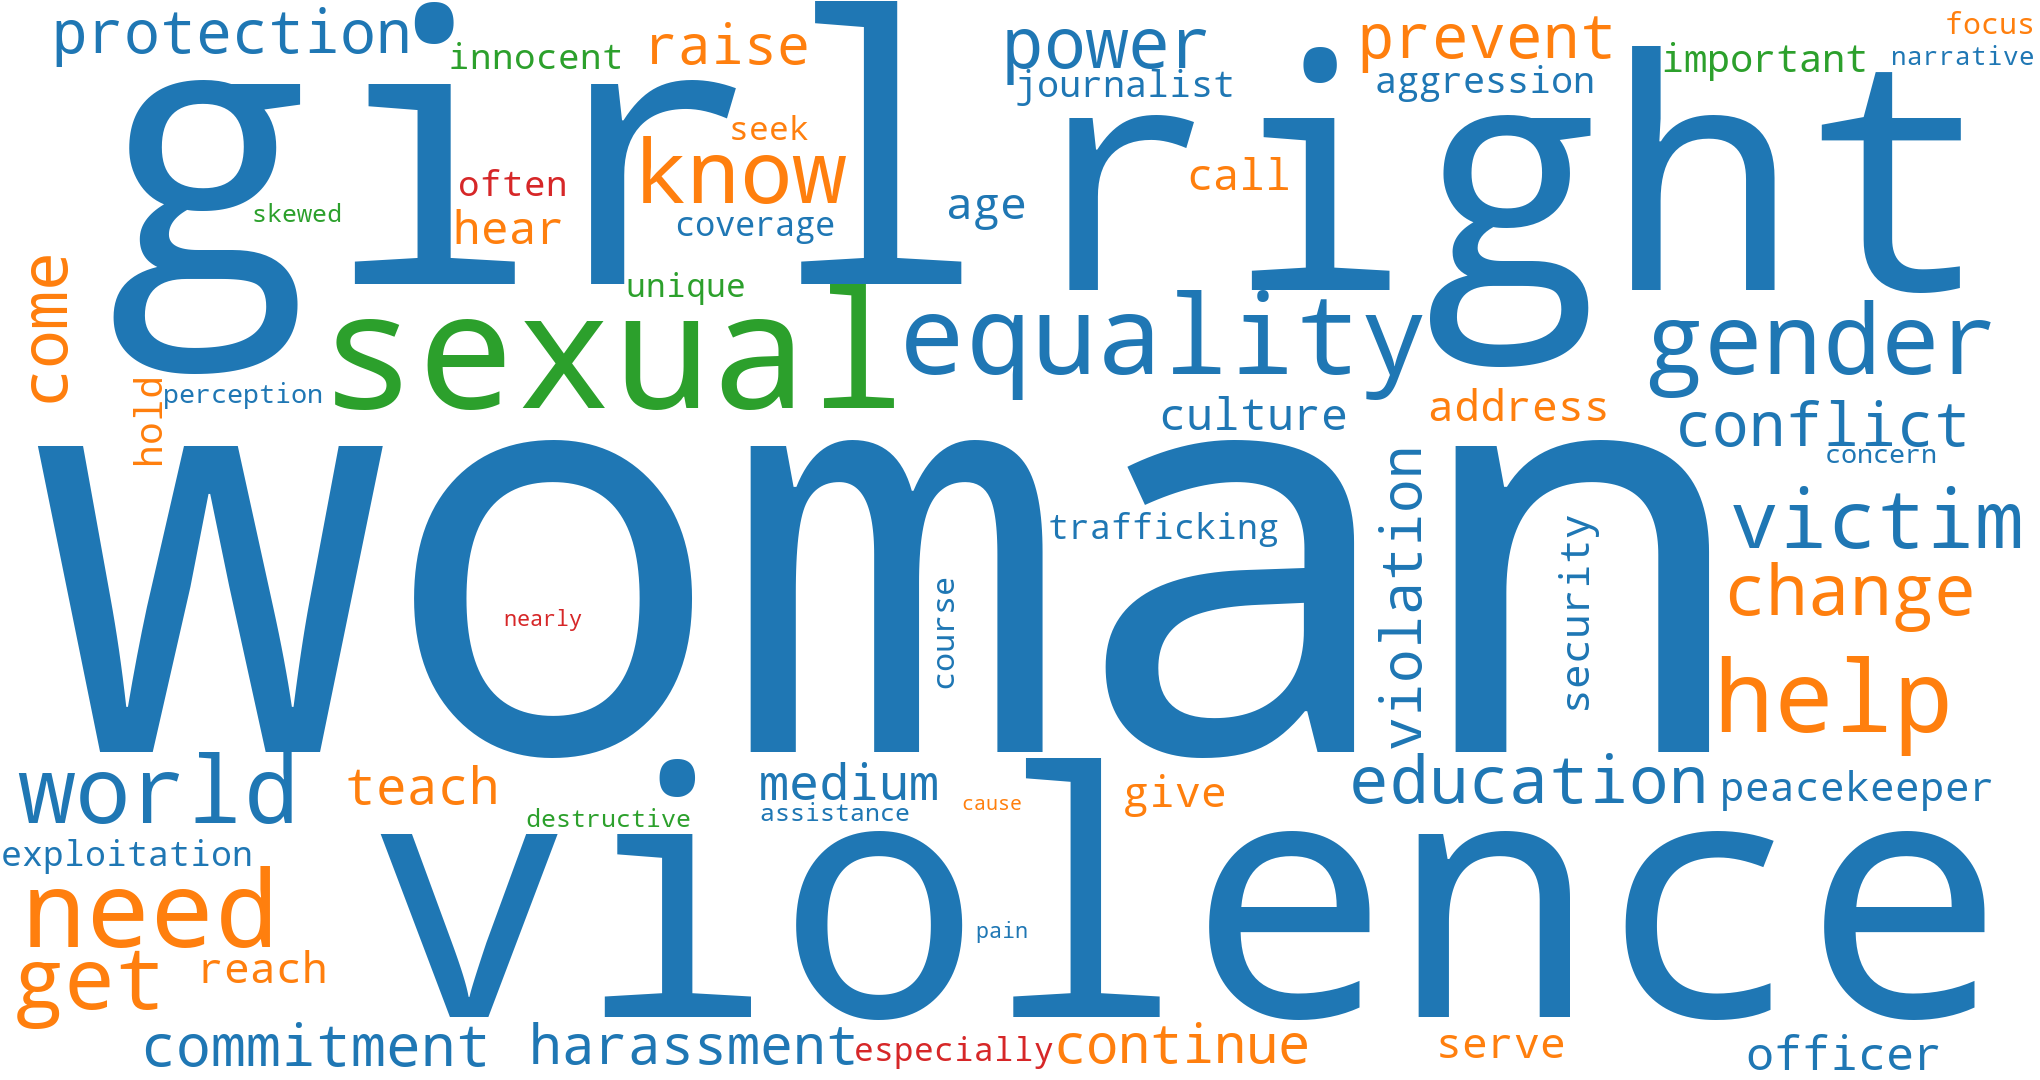 protection
innocent
raise
power
journalist
prevent
aggression
important
focus
narrative
girl
right
seek
know
often
hear
skewed
coverage
age
call
come
unique
sexual
equality
gender
hold
perception
culture
address
conflict
concern
woman
trafficking
violation
security
victim
change
course
nearly
help
world
teach
medium
assistance
cause
give
education
peacekeeper
destructive
exploitation
violence
need
get
reach
pain
commitment
harassment
especially
continue
serve
officer